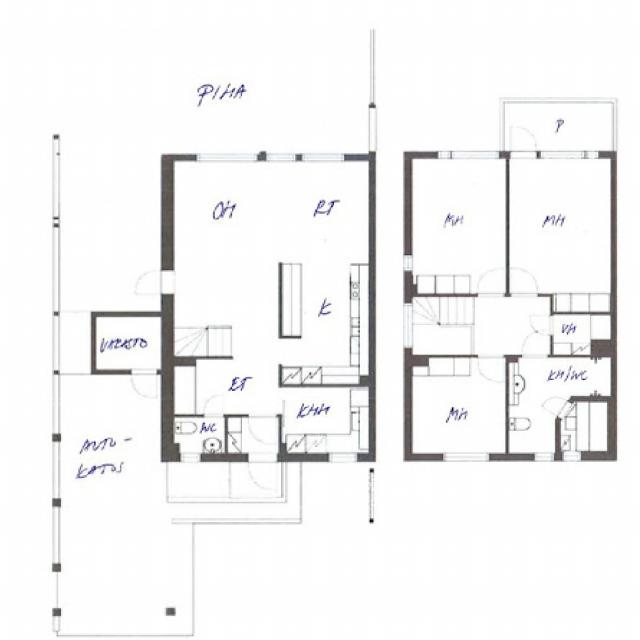 PIHA
P
OH
RT
MH
MH
K
VARASTO
VH
ET
KH/WC
KHH
MH
WC
AUTO-
KATOS